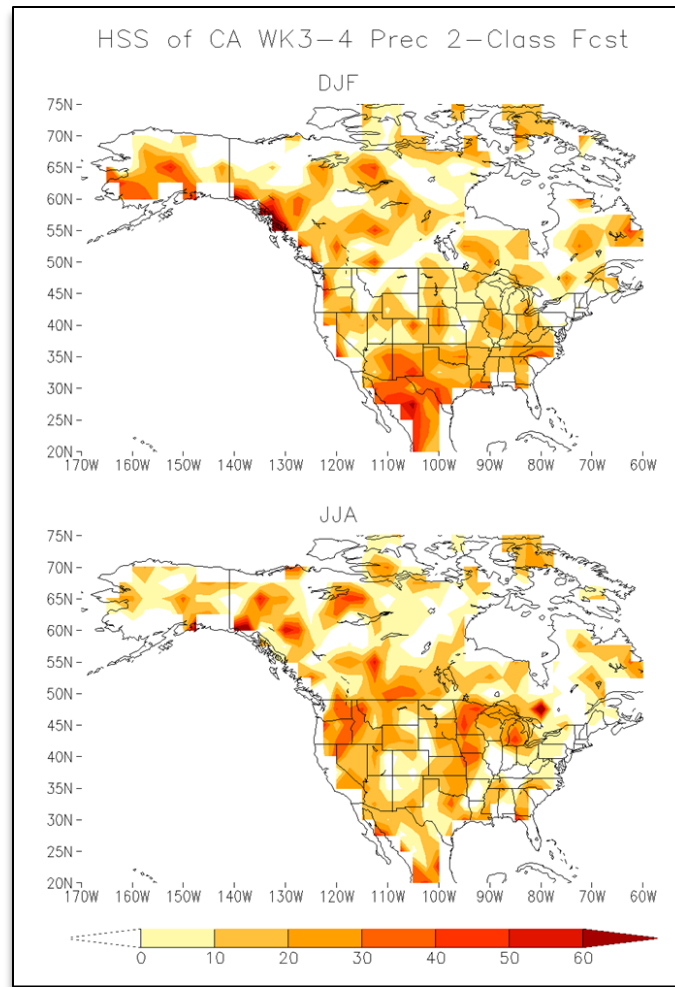 HSS of CA WK3-4 Prec 2-Class Fcst
DJF
75N
70N
65N
60N
55N
50N
45N
40N
35N
30N
25N
20N
170W 160W 150W 140W 130W 120W 110W 100W 90W 80W 70W 60W
JJA
75N
70N
65N
60N
55N
50N
45N
40N
35N
30N
25N
20N
170W 160W 150W 140W 130W 120W 110W 100W 90W 80W 70W 60W
0 10 20 30 40 50 60